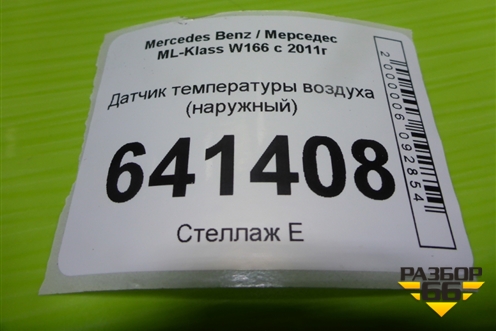 Mercedes Benz / Мерседес
ML-Klass W166 с 2011г
Датчик температуры воздуха
(наружный)
641408
Стеллаж Е
2000006092854
РАЗБОР
66